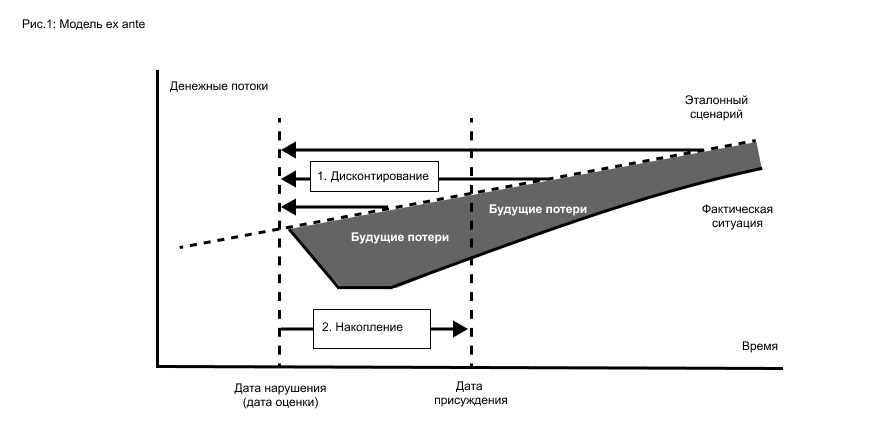 Рис.1: Модель ex ante
Денежные потоки
Эталонный
сценарий
1. Дисконтирование
Будущие потери
Фактическая
ситуация
Будущие потери
2. Накопление
Время
Дата нарушения
(дата оценки)
Дата
присуждения